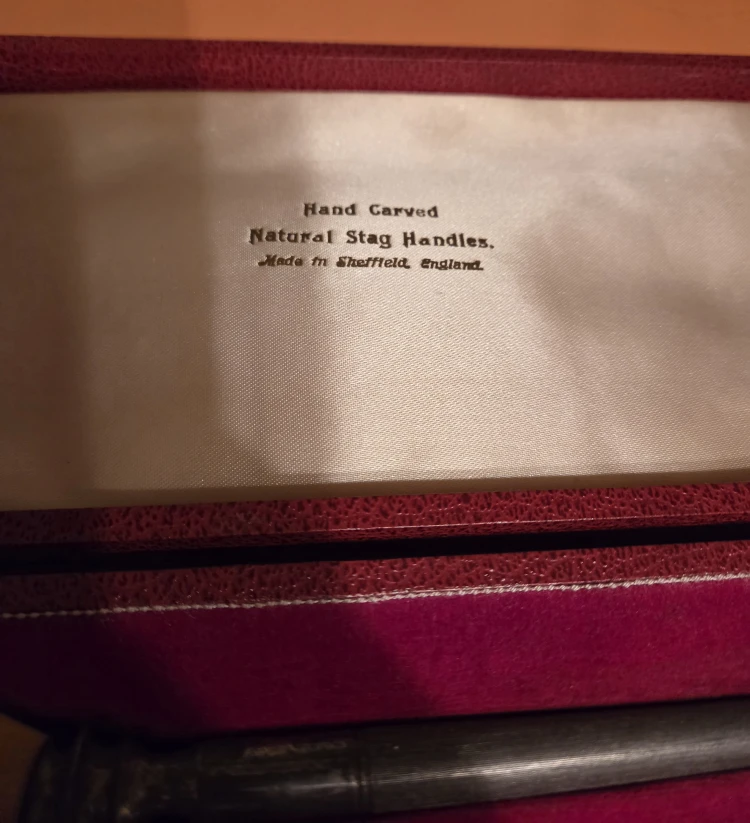 Hand Carved
Natural Stag Handles.
Made in Sheffield, England.